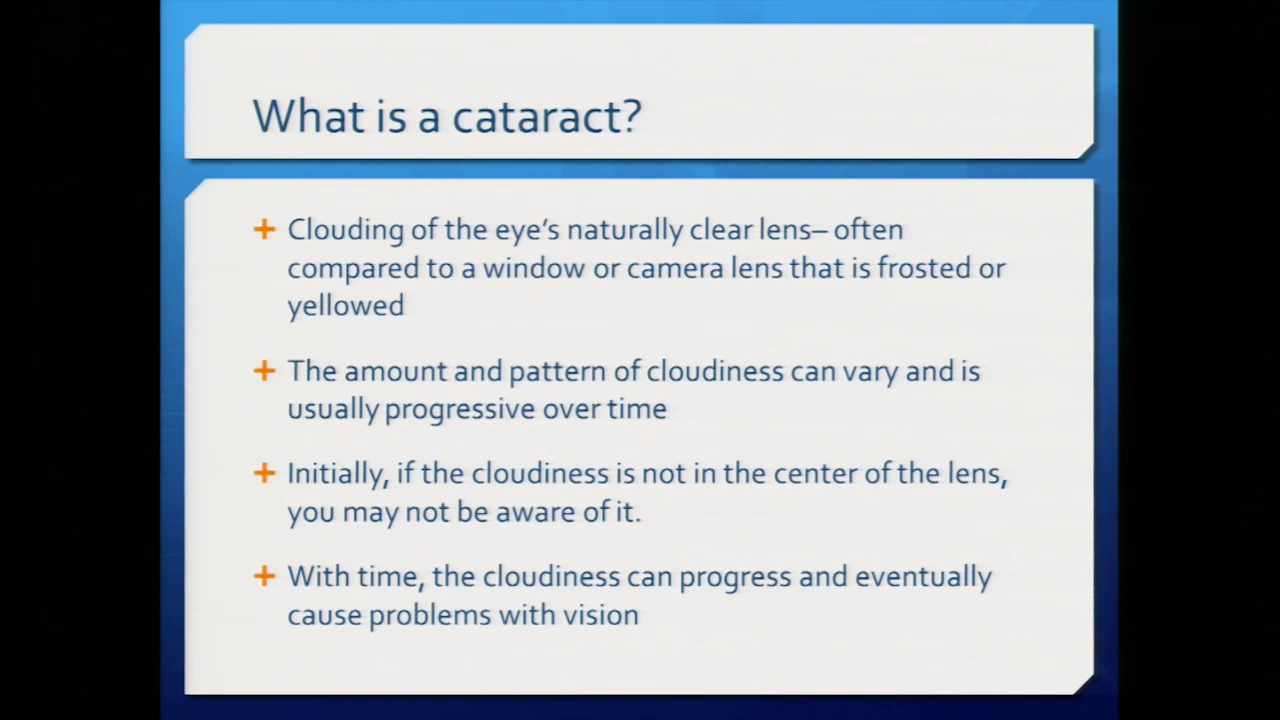 What is a cataract?
Clouding of the eye's naturally clear lens– often
compared to a window or camera lens that is frosted or
yellowed
The amount and pattern of cloudiness can vary and is
usually progressive over time
Initially, if the cloudiness is not in the center of the lens,
you may not be aware of it.
With time, the cloudiness can progress and eventually
cause problems with vision